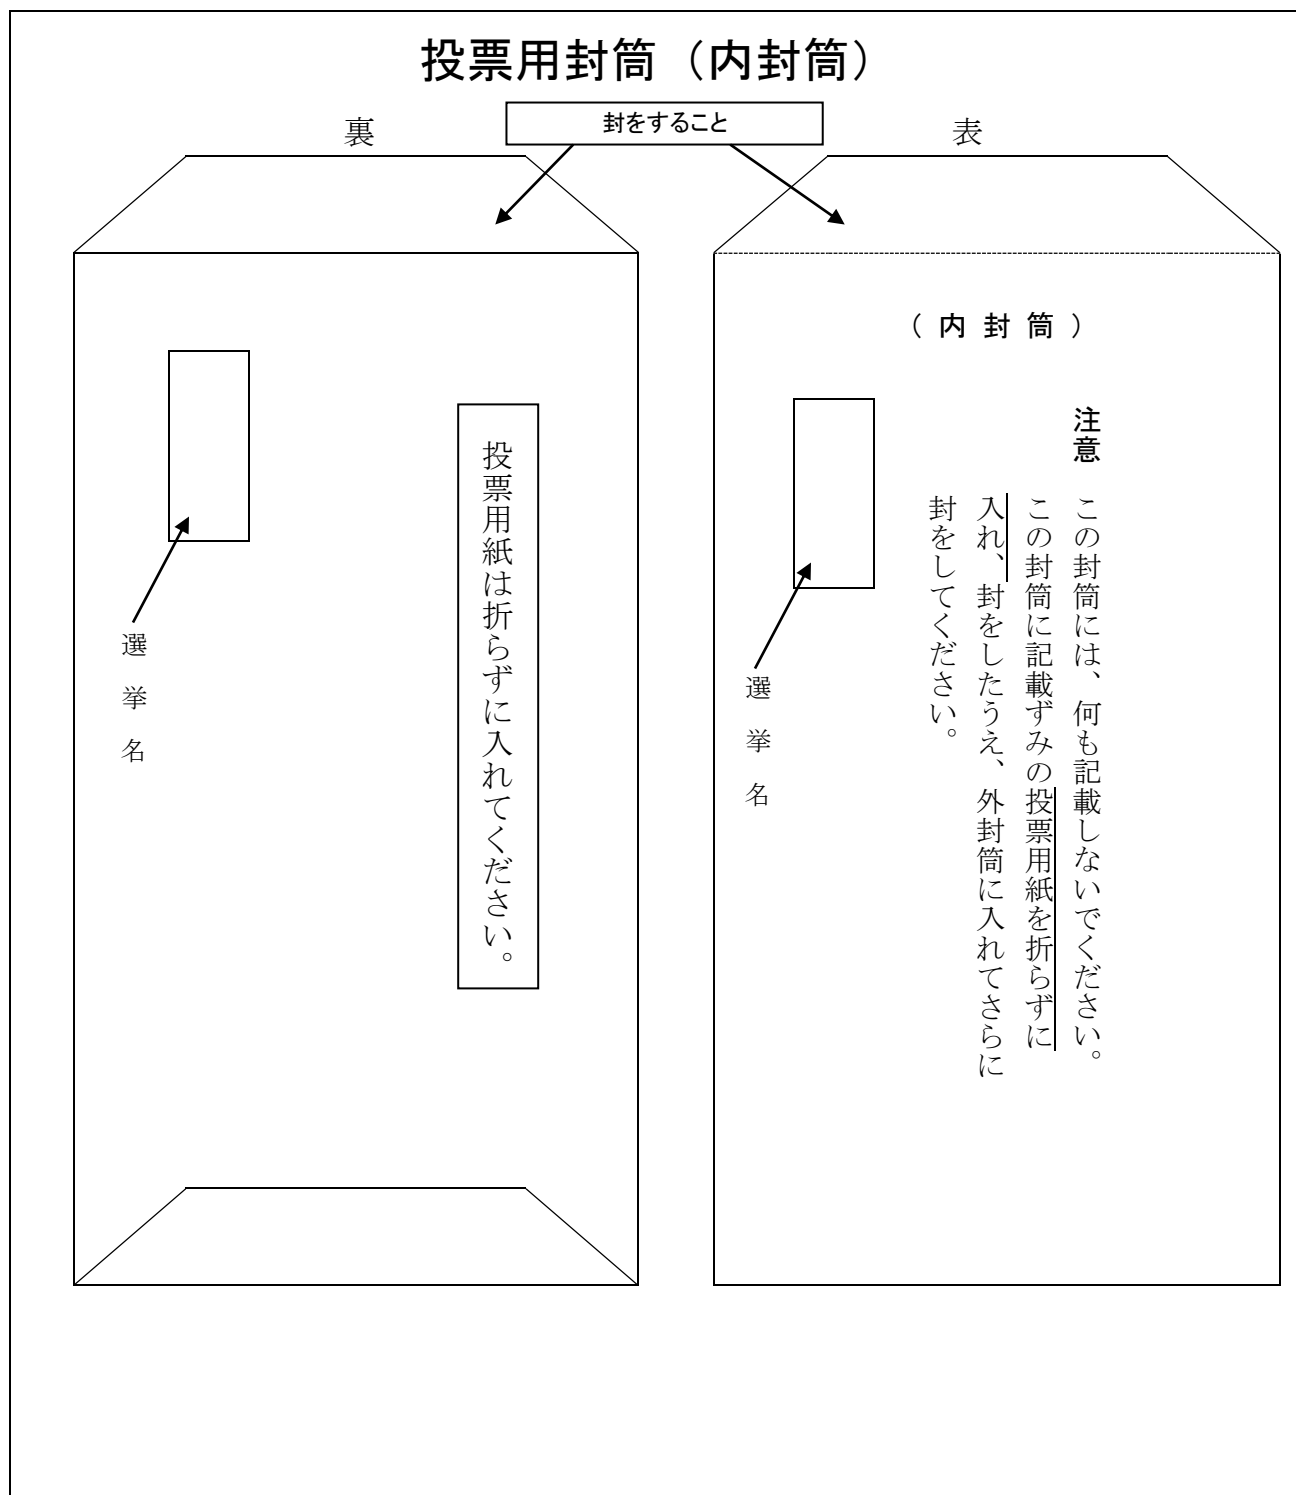 投票用封筒（内封筒）
封をすること
裏
表
投票用紙は折らずに入れてください。
選挙名
（内封筒）
注意　この封筒には、何も記載しないでください。
この封筒に記載ずみの投票用紙を折らずに
入れ、封をしたうえ、外封筒に入れてさらに
封をしてください。
選挙名